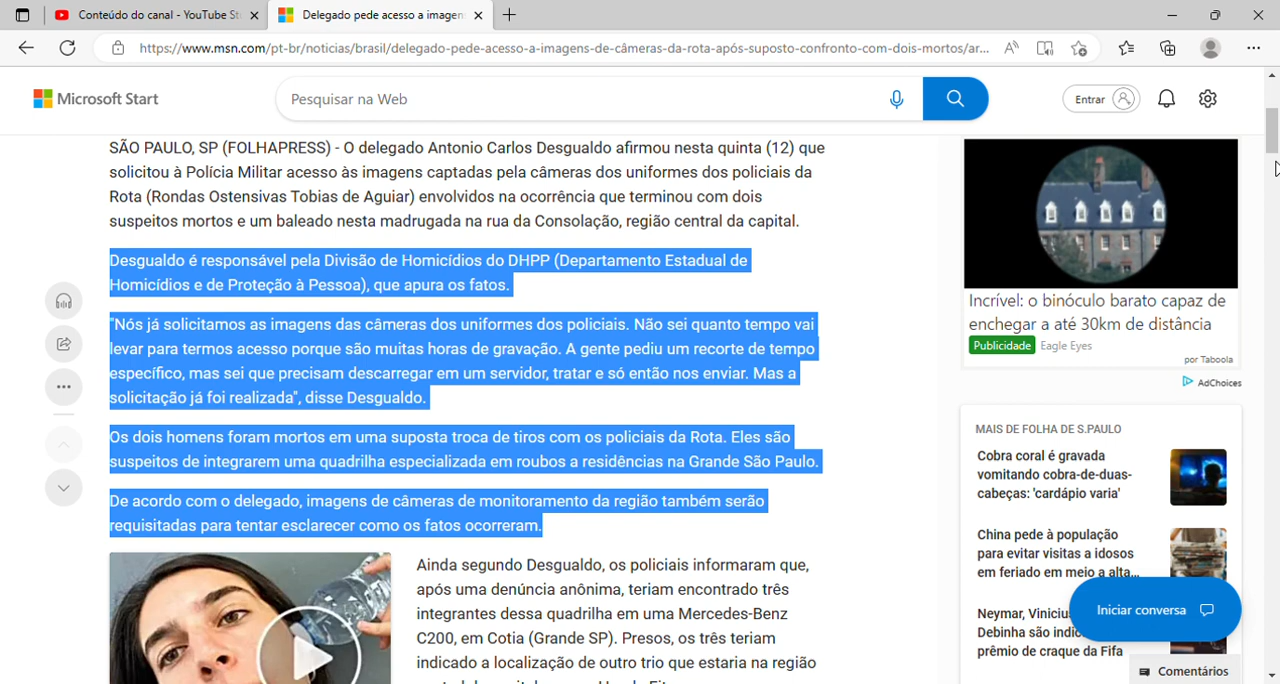 Conteúdo do canal - YouTube St
Delegado pede acesso a imagens
https://www.msn.com/pt-br/noticias/brasil/delegado-pede-acesso-a-imagens-de-câmeras-da-rota-após-suposto-confronto-com-dois-mortos/ar...
Microsoft Start
Pesquisar na Web
Entrar
SÃO PAULO, SP (FOLHAPRESS) - O delegado Antonio Carlos Desgualdo afirmou nesta quinta (12) que
solicitou à Polícia Militar acesso às imagens captadas pela câmeras dos uniformes dos policiais da
Rota (Rondas Ostensivas Tobias de Aguiar) envolvidos na ocorrência que terminou com dois
suspeitos mortos e um baleado nesta madrugada na rua da Consolação, região central da capital.
Desgualdo é responsável pela Divisão de Homicídios do DHPP (Departamento Estadual de
Homicídios e de Proteção à Pessoa), que apura os fatos.
"Nós já solicitamos as imagens das câmeras dos uniformes dos policiais. Não sei quanto tempo vai
levar para termos acesso porque são muitas horas de gravação. A gente pediu um recorte de tempo
específico, mas sei que precisam descarregar em um servidor, tratar e só então nos enviar. Mas a
solicitação já foi realizada", disse Desgualdo.
Os dois homens foram mortos em uma suposta troca de tiros com os policiais da Rota. Eles são
suspeitos de integrarem uma quadrilha especializada em roubos a residências na Grande São Paulo.
De acordo com o delegado, imagens de câmeras de monitoramento da região também serão
requisitadas para tentar esclarecer como os fatos ocorreram.
Ainda segundo Desgualdo, os policiais informaram que,
após uma denúncia anônima, teriam encontrado três
integrantes dessa quadrilha em uma Mercedes-Benz
C200, em Cotia (Grande SP). Presos, os três teriam
indicado a localização de outro trio que estaria na região
Incrível: o binóculo barato capaz de
enchegar a até 30km de distância
Publicidade Eagle Eyes
por Taboola
AdChoices
MAIS DE FOLHA DE S.PAULO
Cobra coral é gravada
vomitando cobra-de-duas-
cabeças: 'cardápio varia'
China pede à população
para evitar visitas a idosos
em feriado em meio a alta...
Neymar, Vinicius
Debinha são indic
prêmio de craque da Fifa
Iniciar conversa
Comentários